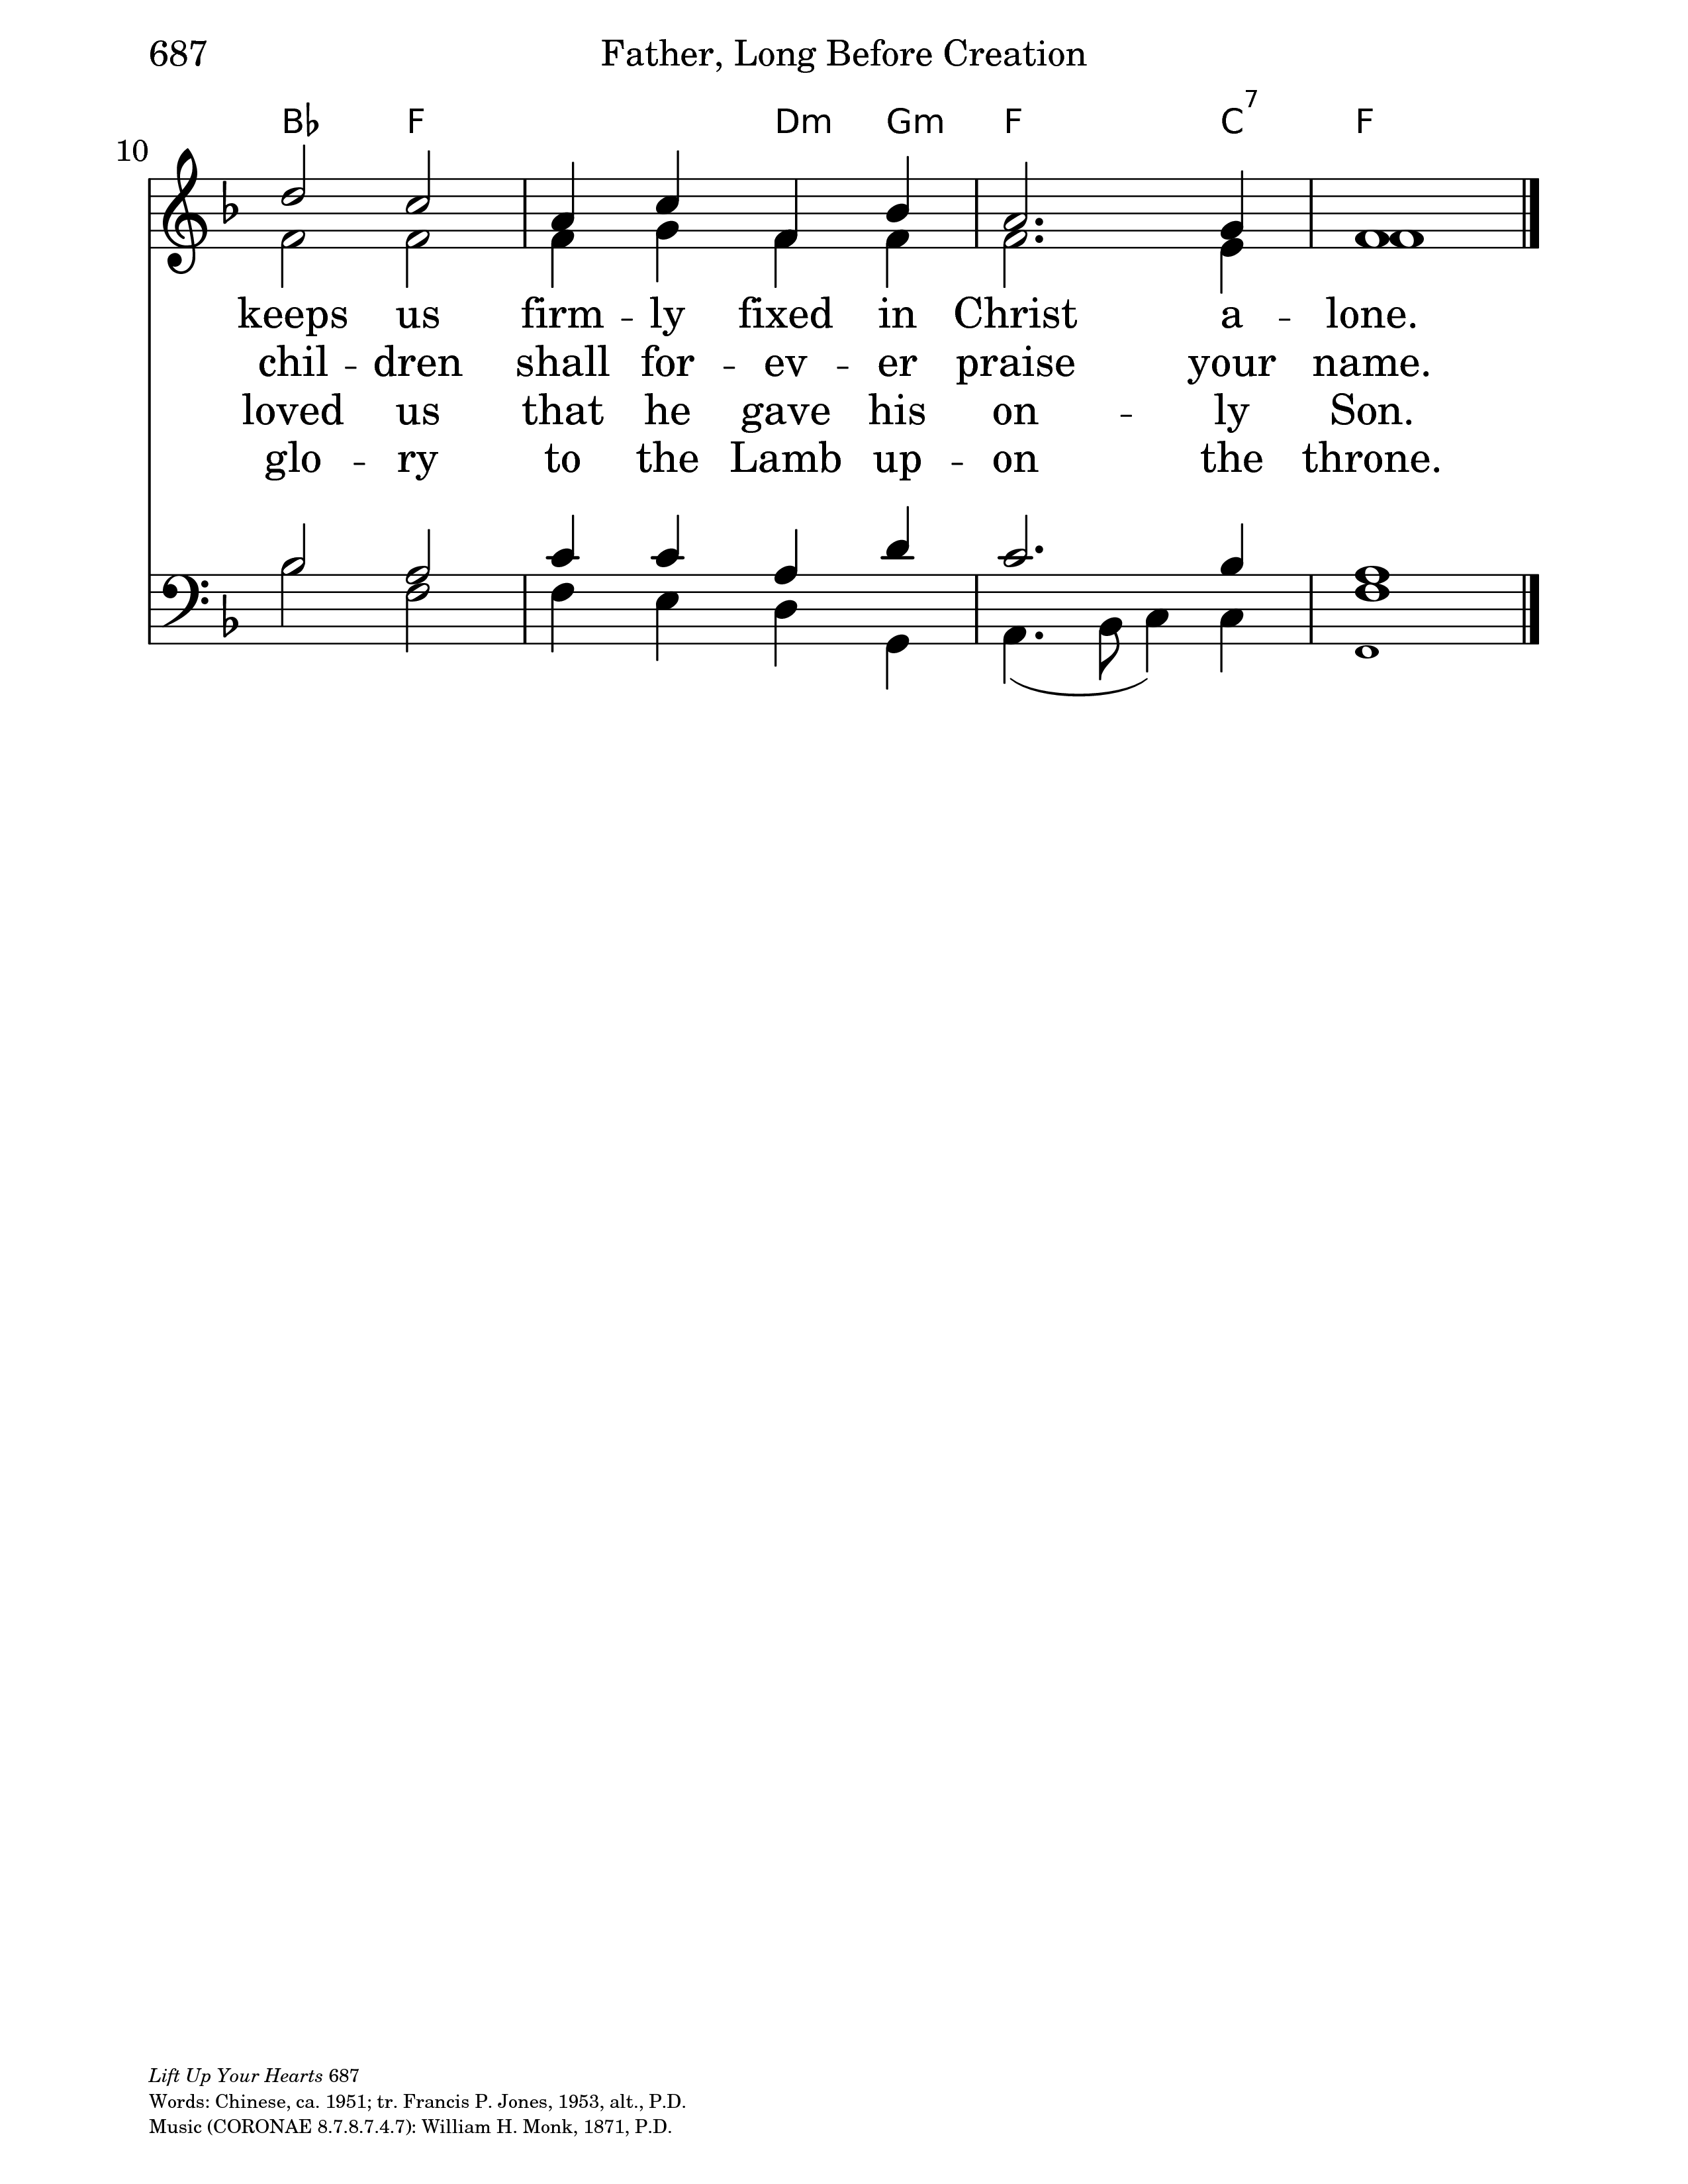 687 Father, Long Before Creation
B♭ F Dm Gm F C7 F
10
keeps us firm - ly fixed in Christ a - lone.
chil - dren shall for - ev - er praise your name.
loved us that he gave his on - ly Son.
glo - ry to the Lamb up - on the throne.
Lift Up Your Hearts 687
Words: Chinese, ca. 1951; tr. Francis P. Jones, 1953, alt., P.D.
Music (CORONAE 8.7.8.7.4.7): William H. Monk, 1871, P.D.